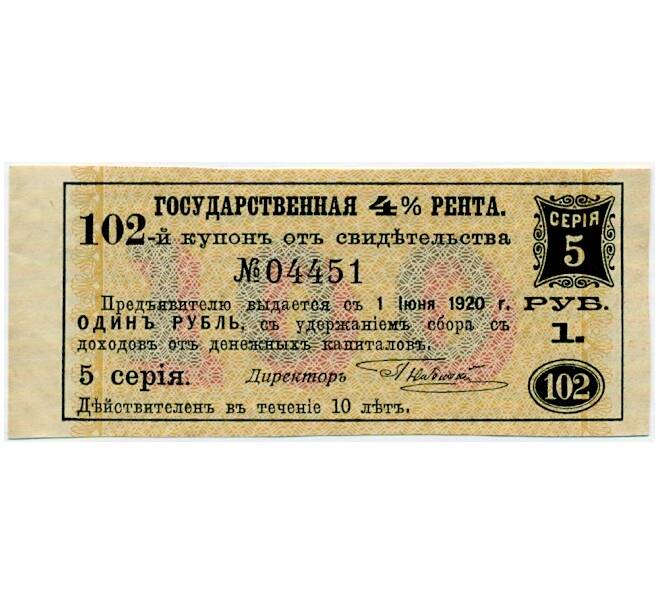 ГОСУДАРСТВЕННАЯ 4% РЕНТА.
102-й купонъ отъ свидѣтельства
№04451
Предъявителю выдается съ 1 Іюня 1920 г.
ОДИНЪ РУБЛЬ, съ удержаніемъ сбора съ
доходовъ отъ денежныхъ капиталовъ.
5 серія. Директоръ
Дѣйствителенъ въ теченіе 10 лѣтъ.
СЕРІЯ
5
РУБ.
1.
102
100